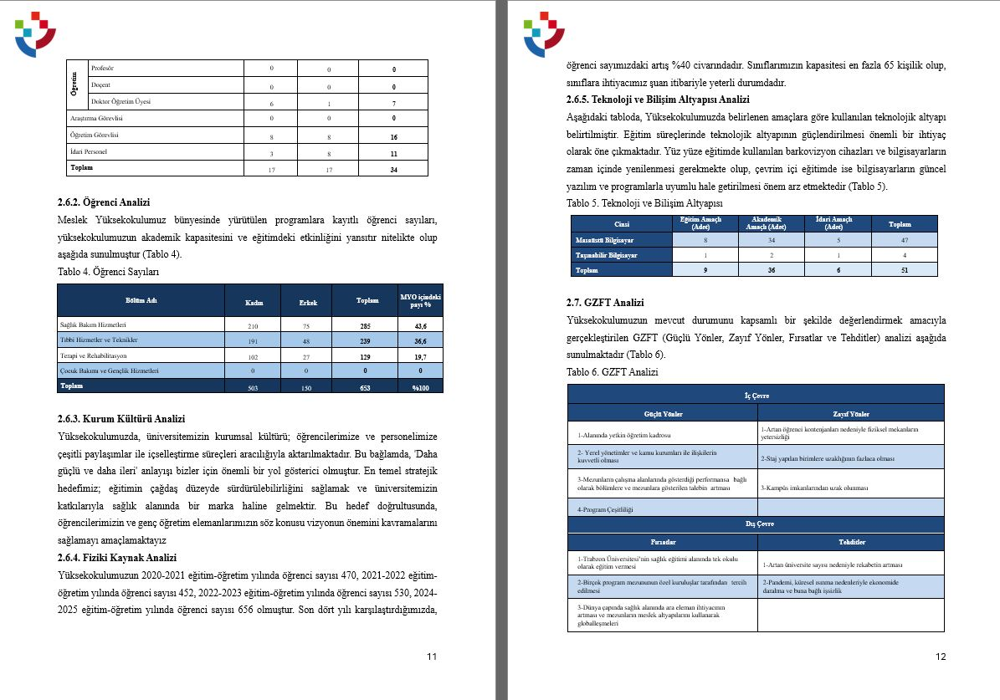 Öğretim
Profesör 0 0 0
Doçent 0 0 0
Doktor Öğretim Üyesi 6 1 7
Araştırma Görevlisi 0 0 0
Öğretim Görevlisi 8 8 16
İdari Personel 3 8 11
Toplam 17 17 34
2.6.2. Öğrenci Analizi
Meslek Yüksekokulumuz bünyesinde yürütülen programlara kayıtlı öğrenci sayıları,
yüksekokulumuzun akademik kapasitesini ve eğitimdeki etkinliğini yansıtır nitelikte olup
aşağıda sunulmuştur (Tablo 4).
Tablo 4. Öğrenci Sayıları
Bölüm Adı Kadın Erkek Toplam MYO içindeki
payı %
Sağlık Bakım Hizmetleri 210 75 285 43,6
Tıbbi Hizmetler ve Teknikler 191 48 239 36,6
Terapi ve Rehabilitasyon 102 27 129 19,7
Çocuk Bakımı ve Gençlik Hizmetleri 0 0 0 0
Toplam 503 150 653 %100
2.6.3. Kurum Kültürü Analizi
Yüksekokulumuzda, üniversitemizin kurumsal kültürü; öğrencilerimize ve personelimize
çeşitli paylaşımlar ile içselleştirme süreçleri aracılığıyla aktarılmaktadır. Bu bağlamda, 'Daha
güçlü ve daha ileri' anlayışı bizler için önemli bir yol gösterici olmuştur. En temel stratejik
hedefimiz; eğitimin çağdaş düzeyde sürdürülebilirliğini sağlamak ve üniversitemizin
katkılarıyla sağlık alanında bir marka haline gelmektir. Bu hedef doğrultusunda,
öğrencilerimizin ve genç öğretim elemanlarımızın söz konusu vizyonun önemini kavramalarını
sağlamayı amaçlamaktayız
2.6.4. Fiziki Kaynak Analizi
Yüksekokulumuzun 2020-2021 eğitim-öğretim yılında öğrenci sayısı 470, 2021-2022 eğitim-
öğretim yılında öğrenci sayısı 452, 2022-2023 eğitim-öğretim yılında öğrenci sayısı 530, 2024-
2025 eğitim-öğretim yılında öğrenci sayısı 656 olmuştur. Son dört yılı karşılaştırdığımızda,
11
öğrenci sayımızdaki artış %40 civarındadır. Sınıflarımızın kapasitesi en fazla 65 kişilik olup,
sınıflara ihtiyacımız şuan itibariyle yeterli durumdadır.
2.6.5. Teknoloji ve Bilişim Altyapısı Analizi
Aşağıdaki tabloda, Yüksekokulumuzda belirlenen amaçlara göre kullanılan teknolojik altyapı
belirtilmiştir. Eğitim süreçlerinde teknolojik altyapının güçlendirilmesi önemli bir ihtiyaç
olarak öne çıkmaktadır. Yüz yüze eğitimde kullanılan barkovizyon cihazları ve bilgisayarların
zaman içinde yenilenmesi gerekmekte olup, çevrim içi eğitimde ise bilgisayarların güncel
yazılım ve programlarla uyumlu hale getirilmesi önem arz etmektedir (Tablo 5).
Tablo 5. Teknoloji ve Bilişim Altyapısı
Cinsi Eğitim Amaçlı
(Adet) Akademik
Amaçlı (Adet) İdari Amaçlı
(Adet) Toplam
Masaüstü Bilgisayar 8 34 5 47
Taşınabilir Bilgisayar 1 2 1 4
Toplam 9 36 6 51
2.7. GZFT Analizi
Yüksekokulumuzun mevcut durumunu kapsamlı bir şekilde değerlendirmek amacıyla
gerçekleştirilen GZFT (Güçlü Yönler, Zayıf Yönler, Fırsatlar ve Tehditler) analizi aşağıda
sunulmaktadır (Tablo 6).
Tablo 6. GZFT Analizi
İç Çevre
Güçlü Yönler Zayıf Yönler
1-Alanında yetkin öğretim kadrosu
1-Artan öğrenci kontenjanları nedeniyle fiziksel mekanların
yetersizliği
2- Yerel yönetimler ve kamu kurumları ile ilişkilerin
kuvvetli olması
2-Staj yapılan birimlere uzaklığının fazlaca olması
3-Mezunların çalışma alanlarında gösterdiği performansa bağlı
olarak bölümlere ve mezunlara gösterilen talebin artması
3-Kampüs imkanlarından uzak olunması
4-Program Çeşitliliği
Dış Çevre
Fırsatlar Tehditler
1-Trabzon Üniversitesi'nin sağlık eğitimi alanında tek okulu
olarak eğitim vermesi
1-Artan üniversite sayısı nedeniyle rekabetin artması
2-Birçok program mezununun özel kuruluşlar tarafından tercih
edilmesi
2-Pandemi, küresel ısınma nedenleriyle ekonomide
daralma ve buna bağlı işsizlik
3-Dünya çapında sağlık alanında ara eleman ihtiyacının
artması ve mezunların meslek altyapılarını kullanarak
globalleşmeleri
12